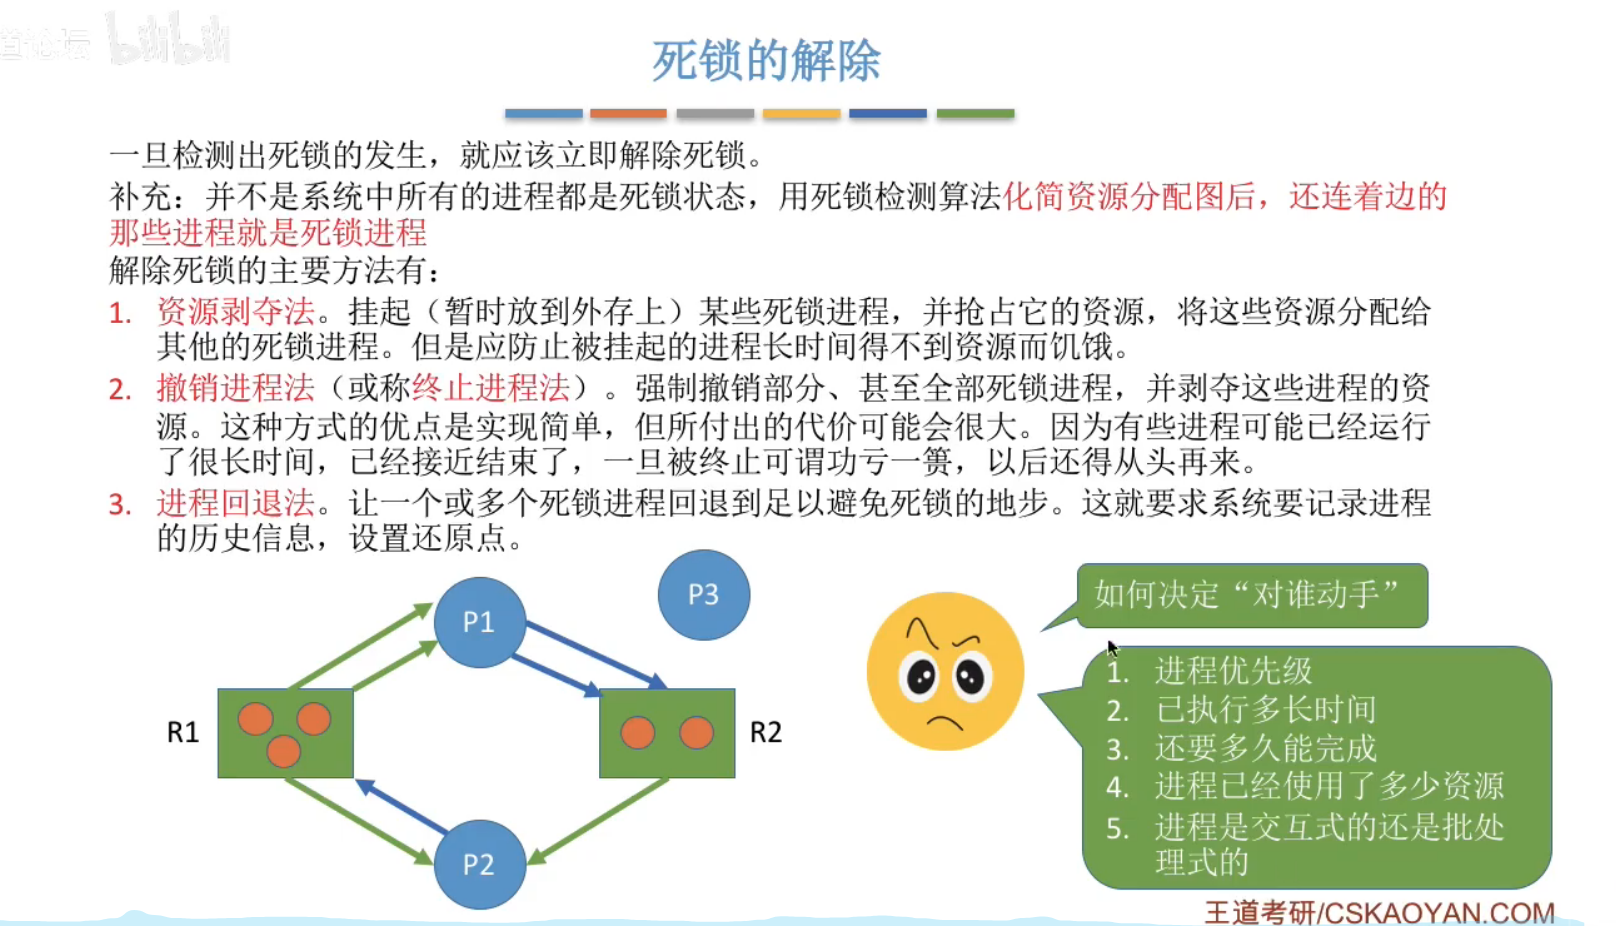 道论坛 bilibili
死锁的解除
一旦检测出死锁的发生，就应该立即解除死锁。
补充：并不是系统中所有的进程都是死锁状态，用死锁检测算法化简资源分配图后，还连着边的
那些进程就是死锁进程
解除死锁的主要方法有：
1. 资源剥夺法。挂起（暂时放到外存上）某些死锁进程，并抢占它的资源，将这些资源分配给
其他的死锁进程。但是应防止被挂起的进程长时间得不到资源而饥饿。
2. 撤销进程法（或称终止进程法）。强制撤销部分、甚至全部死锁进程，并剥夺这些进程的资
源。这种方式的优点是实现简单，但所付出的代价可能会很大。因为有些进程可能已经运行
了很长时间，已经接近结束了，一旦被终止可谓功亏一篑，以后还得从头再来。
3. 进程回退法。让一个或多个死锁进程回退到足以避免死锁的地步。这就要求系统要记录进程
的历史信息，设置还原点。
P1
P3
R1
R2
P2
如何决定“对谁动手”
1. 进程优先级
2. 已执行多长时间
3. 还要多久能完成
4. 进程已经使用了多少资源
5. 进程是交互式的还是批处
理式的
王道考研/CSKAOYAN.COM